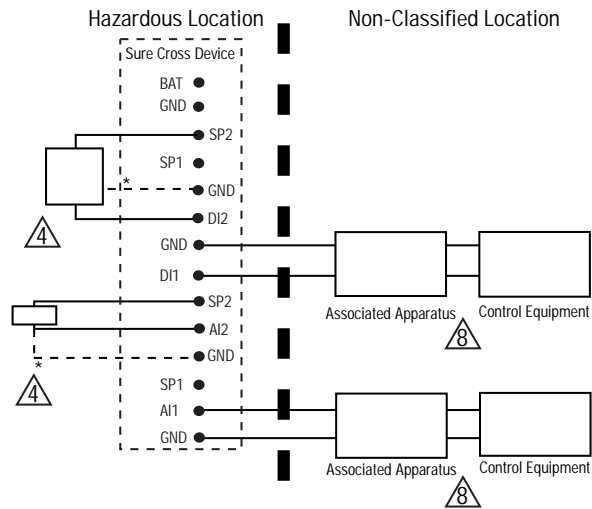 Hazardous Location
Non-Classified Location
Sure Cross Device
BAT
GND
SP2
SP1
*
GND
DI2
4
GND
DI1
SP2
Associated Apparatus
Control Equipment
8
AI2
GND
*
4
SP1
AI1
GND
Associated Apparatus
Control Equipment
8